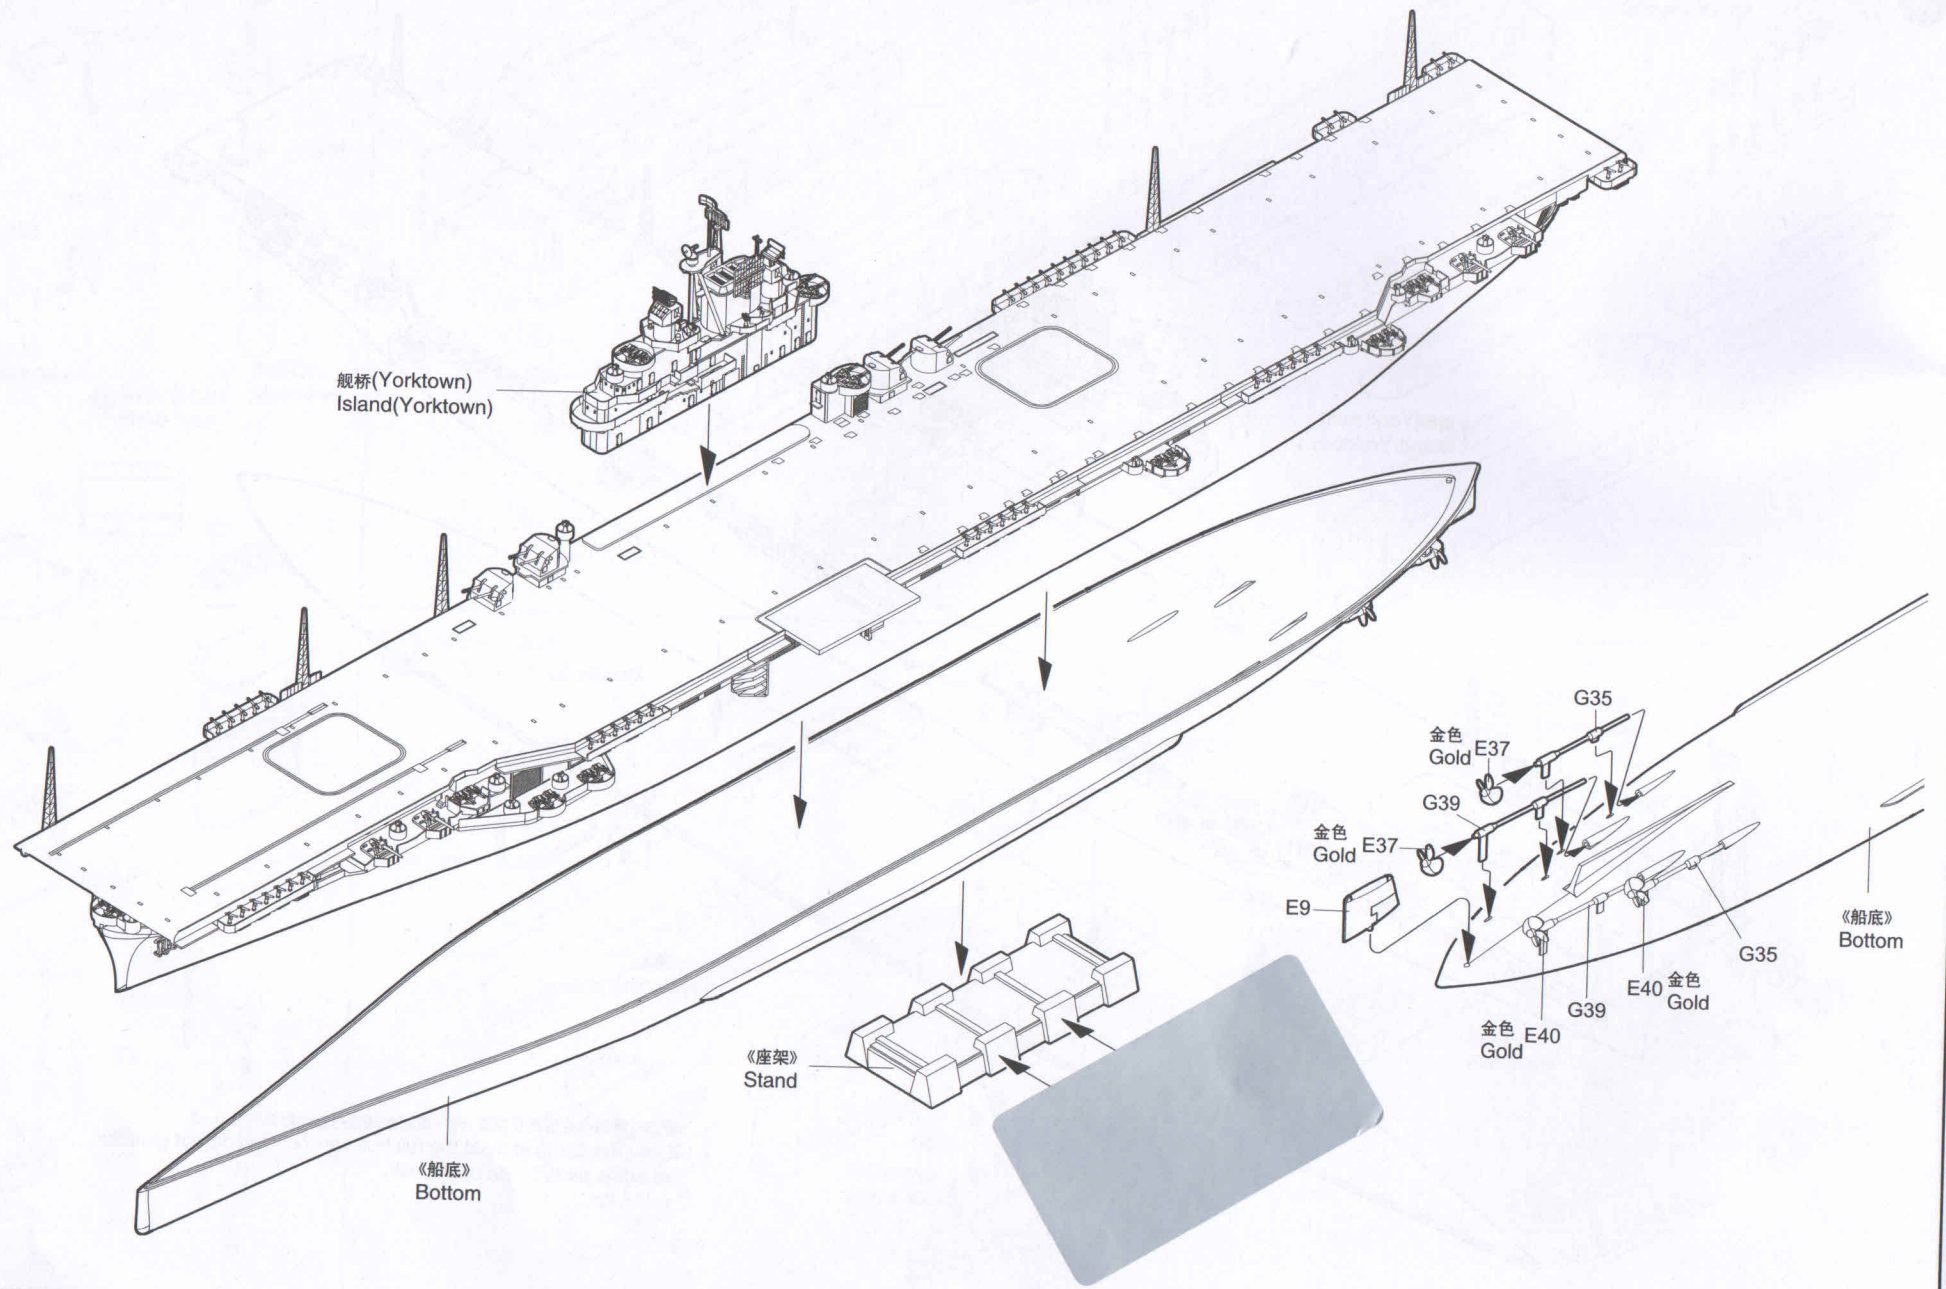 舰桥(Yorktown)
Island(Yorktown)
G35
金色
Gold
E37
G39
金色
Gold
E37
E9
《船底》
Bottom
G35
E40
金色
Gold
G39
金色
Gold
E40
《座架》
Stand
《船底》
Bottom